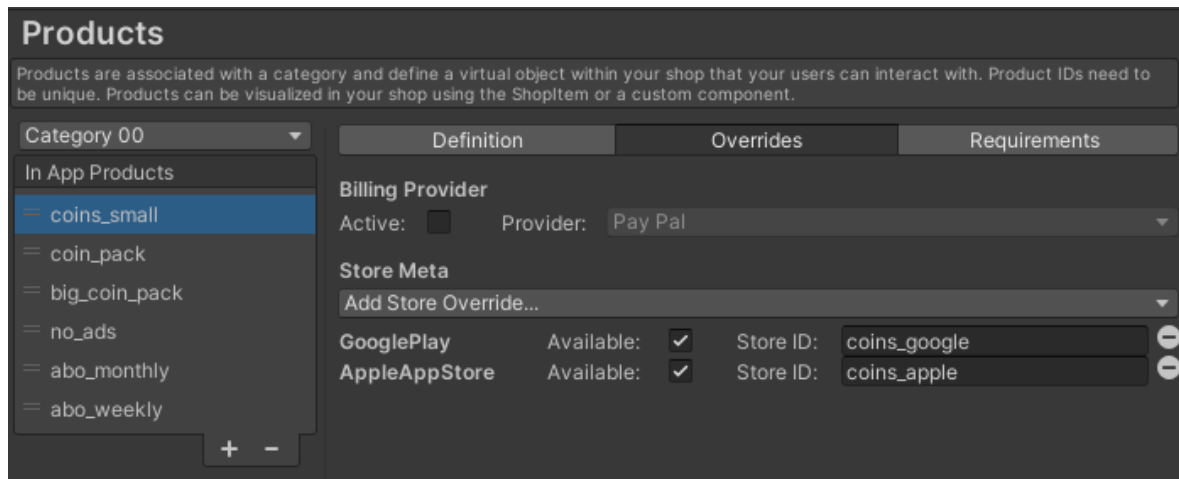 Products
Products are associated with a category and define a virtual object within your shop that your users can interact with. Product IDs need to
be unique. Products can be visualized in your shop using the ShopItem or a custom component.
Category 00
In App Products
coins_small
coin_pack
big_coin_pack
no_ads
abo_monthly
abo_weekly
+ -
Definition Overrides Requirements
Billing Provider
Active: Provider: Pay Pal
Store Meta
Add Store Override...
GooglePlay Available: Store ID: coins_google
AppleAppStore Available: Store ID: coins_apple